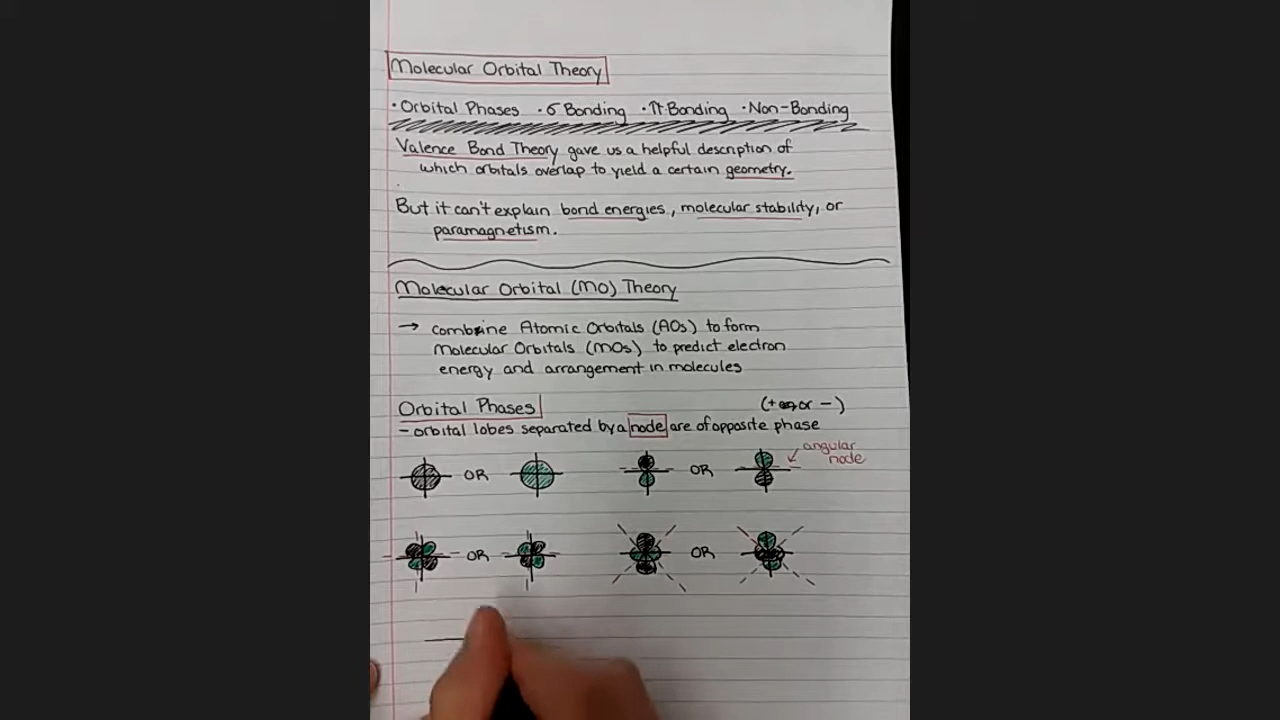 Molecular Orbital Theory
• Orbital Phases • σ Bonding • π Bonding • Non-Bonding
Valence Bond Theory gave us a helpful description of
which orbitals overlap to yield a certain geometry.
But it can't explain bond energies, molecular stability, or
paramagnetism.
Molecular Orbital (MO) Theory
→ combine Atomic Orbitals (AOs) to form
Molecular Orbitals (MOs) to predict electron
energy and arrangement in molecules
Orbital Phases (+ or -)
- orbital lobes separated by a node are of opposite phase
angular
node
OR OR
OR OR